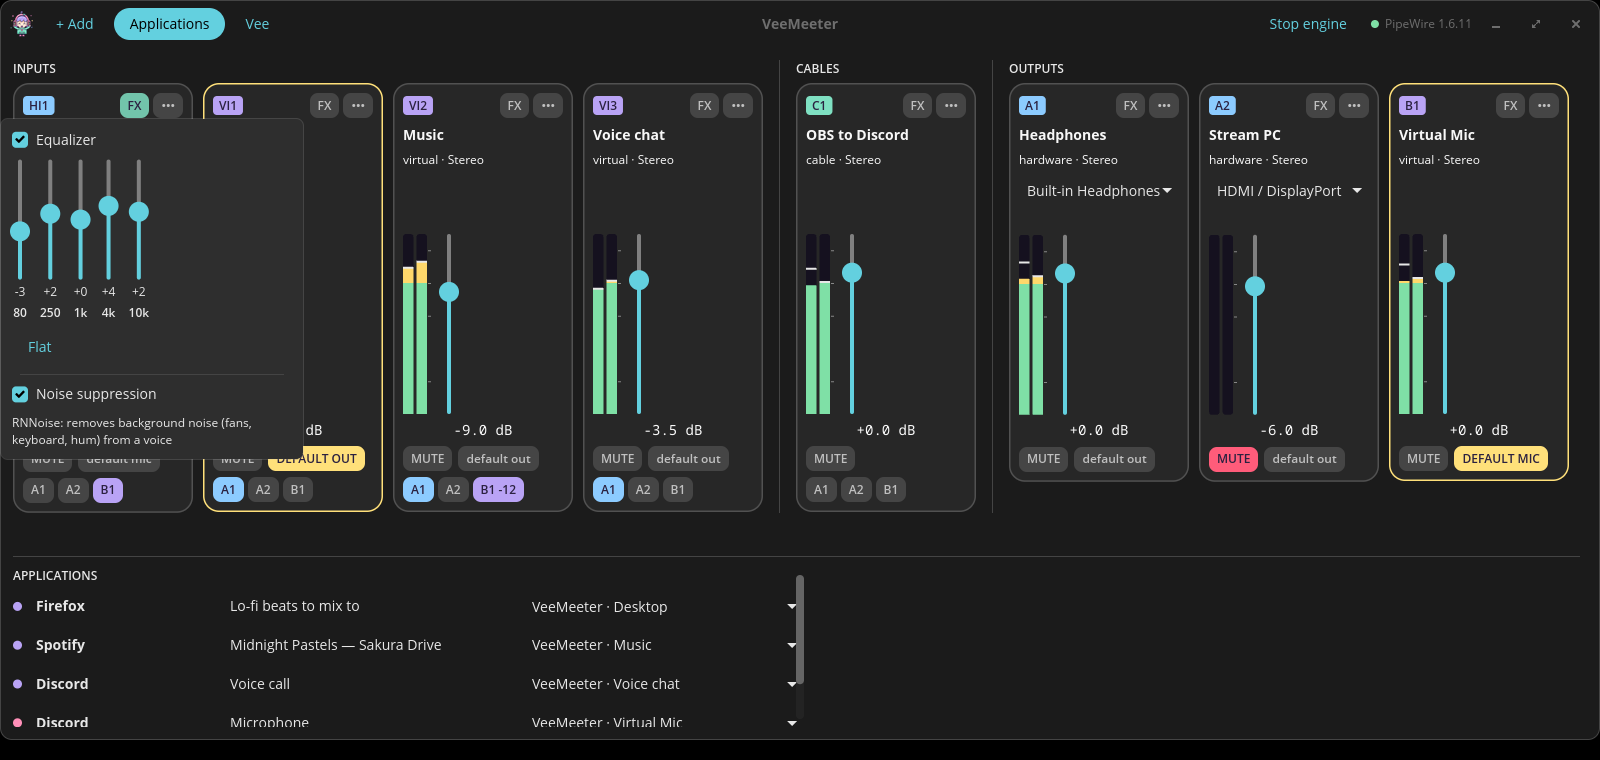 + Add
Applications
Vee
VeeMeeter
Stop engine
PipeWire 1.6.11
INPUTS
CABLES
OUTPUTS
HI1 FX ···
VI1 FX ···
VI2 FX ···
VI3 FX ···
C1 FX ···
A1 FX ···
A2 FX ···
B1 FX ···
Equalizer
-3 +2 +0 +4 +2
80 250 1k 4k 10k
Flat
Noise suppression
RNNoise: removes background noise (fans,
keyboard, hum) from a voice
MUTE default mic
A1 A2 B1
dB
MUTE DEFAULT OUT
A1 A2 B1
Music
virtual · Stereo
-9.0 dB
MUTE default out
A1 A2 B1 -12
Voice chat
virtual · Stereo
-3.5 dB
MUTE default out
A1 A2 B1
OBS to Discord
cable · Stereo
+0.0 dB
MUTE
A1 A2 B1
Headphones
hardware · Stereo
Built-in Headphones
+0.0 dB
MUTE default out
Stream PC
hardware · Stereo
HDMI / DisplayPort
-6.0 dB
MUTE default out
Virtual Mic
virtual · Stereo
+0.0 dB
MUTE DEFAULT MIC
APPLICATIONS
Firefox Lo-fi beats to mix to VeeMeeter · Desktop
Spotify Midnight Pastels — Sakura Drive VeeMeeter · Music
Discord Voice call VeeMeeter · Voice chat
Discord Microphone VeeMeeter · Virtual Mic